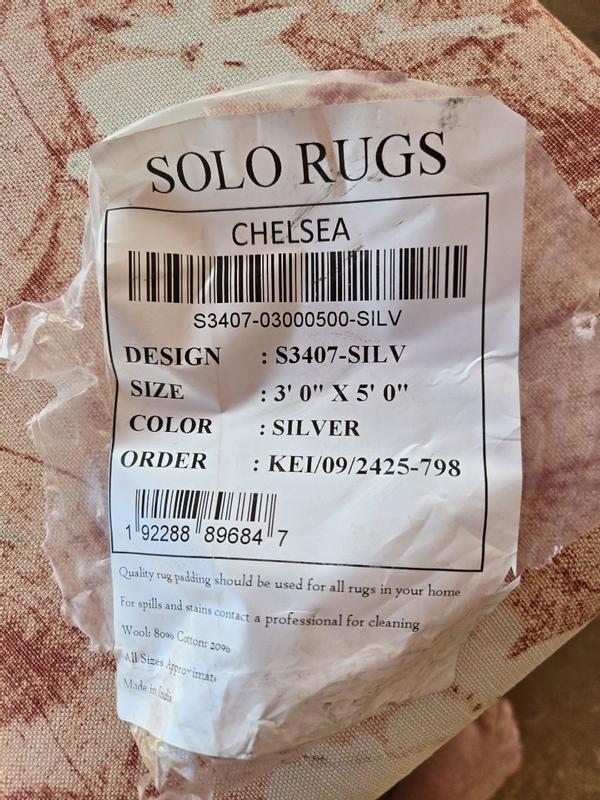 SOLO RUGS
CHELSEA
S3407-03000500-SILV
DESIGN : S3407-SILV
SIZE : 3' 0" X 5' 0"
COLOR : SILVER
ORDER : KEI/09/2425-798
1 92288 89684 7
Quality rug padding should be used for all rugs in your home
For spills and stains contact a professional for cleaning
Wool: 80% Cotton: 20%
All Sizes Approximate
Made in India